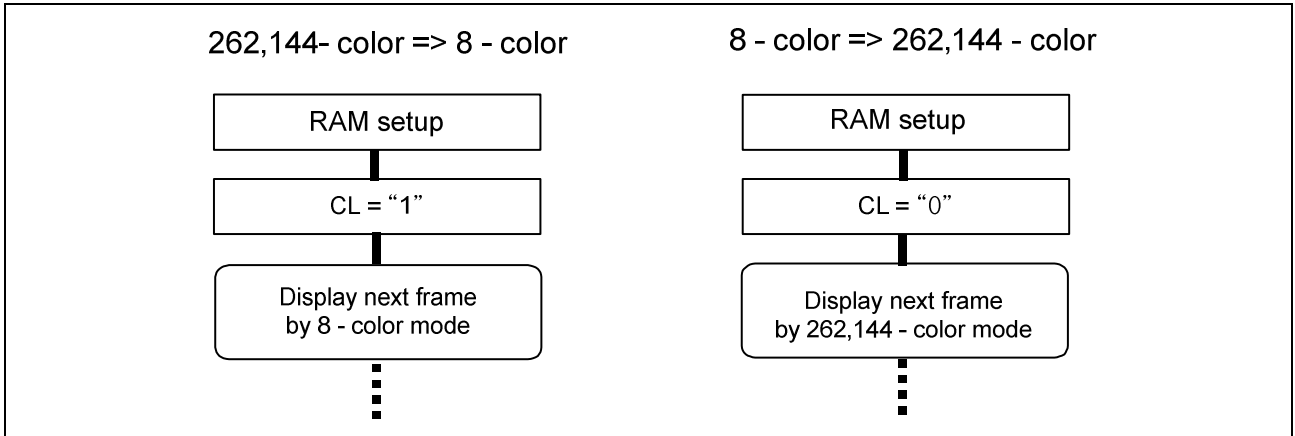 262,144- color => 8 - color
RAM setup
CL = “1”
Display next frame
by 8 - color mode
8 - color => 262,144 - color
RAM setup
CL = “0”
Display next frame
by 262,144 - color mode